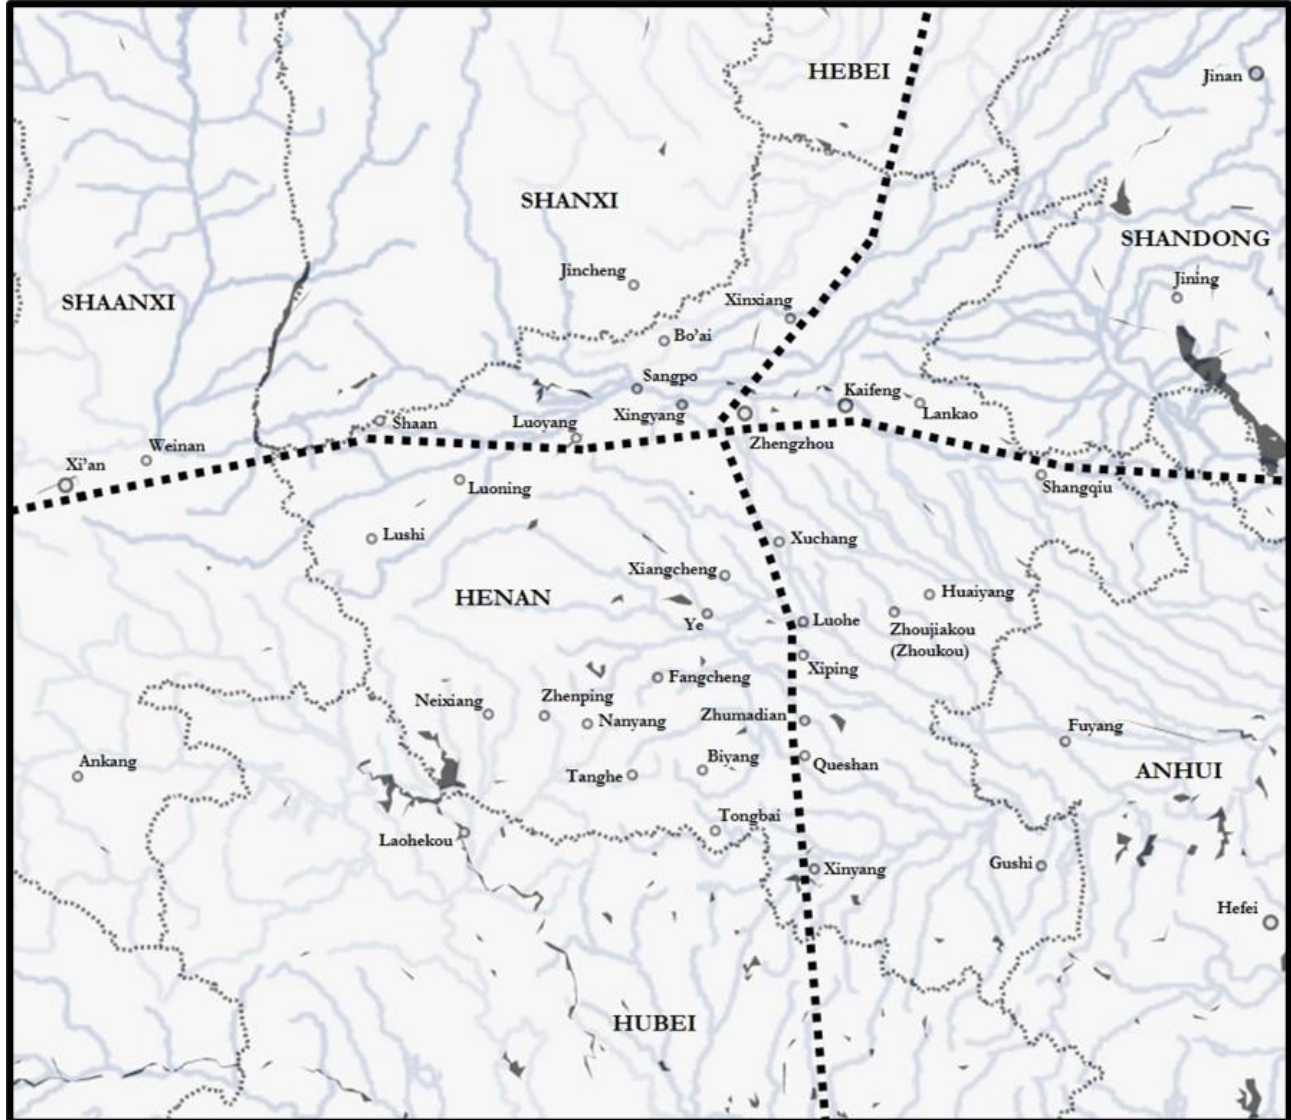 HEBEI
Jinan
SHANXI
SHANDONG
Jincheng
Jining
SHAANXI
Xinxiang
Bo'ai
Sangpo
Kaifeng
Xingyang
Lankao
Shaan
Luoyang
Weinan
Zhengzhou
Xi'an
Luoning
Shangqiu
Lushi
Xuchang
Xiangcheng
HENAN
Huaiyang
Ye
Luohe
Zhoujiakou
(Zhoukou)
Xiping
Fangcheng
Neixiang
Zhenping
Nanyang
Zhumadian
Fuyang
Ankang
Biyang
Queshan
ANHUI
Tanghe
Tongbai
Laohekou
Gushi
Xinyang
Hefei
HUBEI